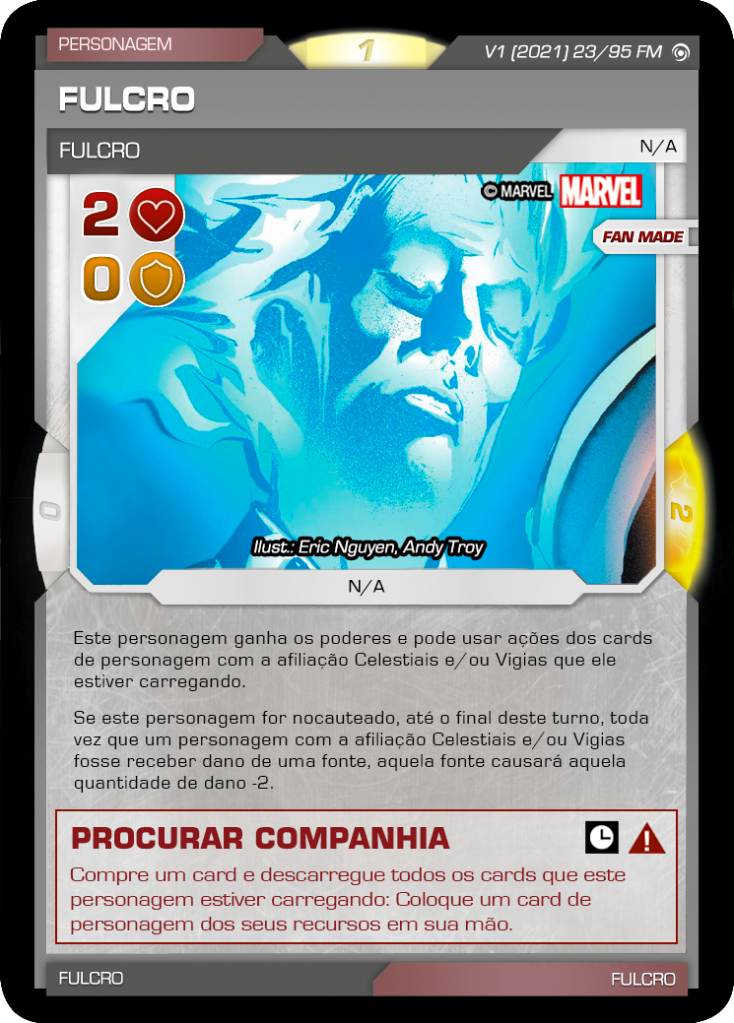 PERSONAGEM
1
V1 (2021) 23/95 FM
FULCRO
FULCRO
N/A
2
© MARVEL
MARVEL
FAN MADE
0
0
2
Ilust.: Eric Nguyen, Andy Troy
N/A
Este personagem ganha os poderes e pode usar ações dos cards
de personagem com a afiliação Celestiais e/ou Vigias que ele
estiver carregando.
Se este personagem for nocauteado, até o final deste turno, toda
vez que um personagem com a afiliação Celestiais e/ou Vigias
fosse receber dano de uma fonte, aquela fonte causará aquela
quantidade de dano -2.
PROCURAR COMPANHIA
Compre um card e descarregue todos os cards que este
personagem estiver carregando: Coloque um card de
personagem dos seus recursos em sua mão.
FULCRO
FULCRO